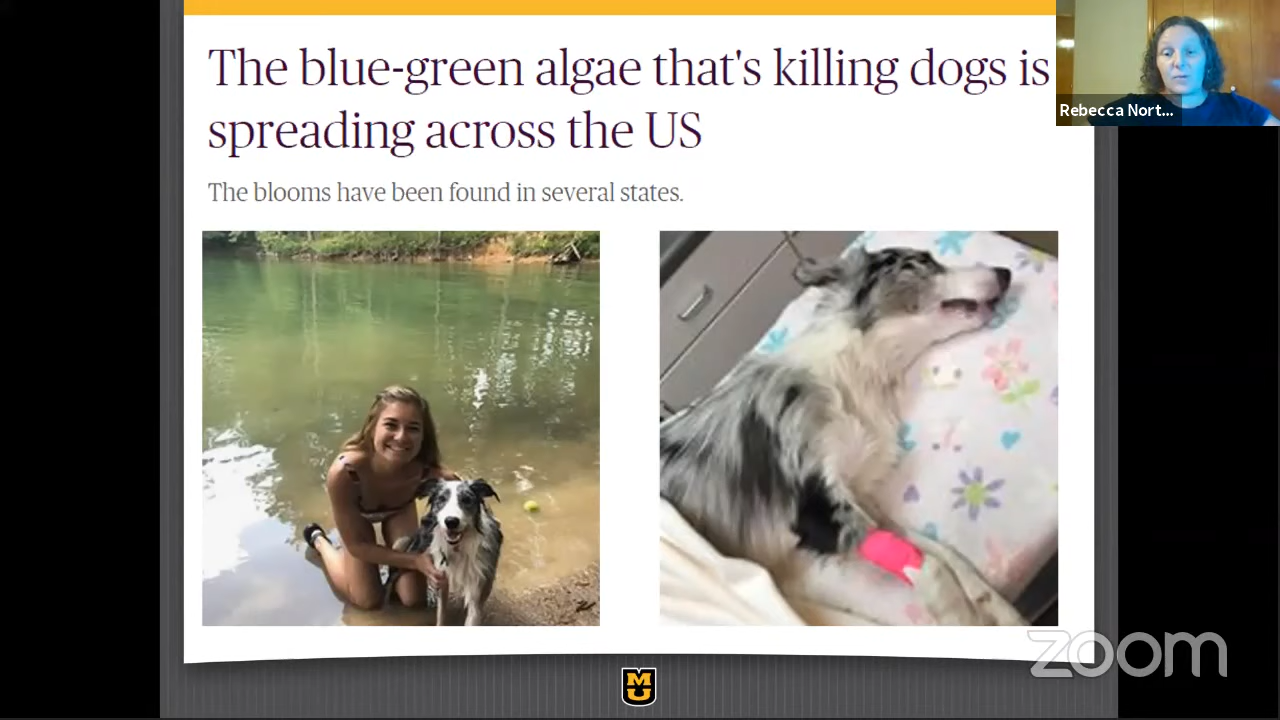 The blue-green algae that's killing dogs is
spreading across the US
The blooms have been found in several states.
Rebecca Nort...
MU
zoom